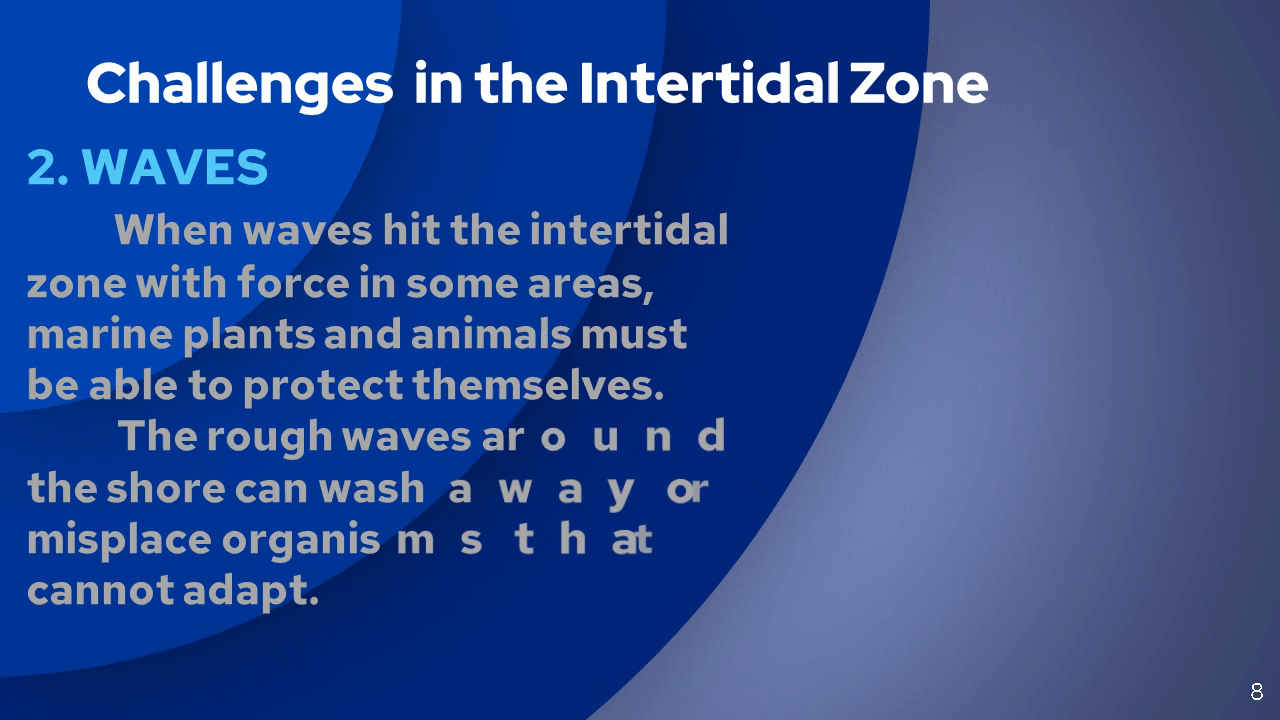 Challenges in the Intertidal Zone
2. WAVES
When waves hit the intertidal
zone with force in some areas,
marine plants and animals must
be able to protect themselves.
The rough waves around
the shore can wash away or
misplace organisms that
cannot adapt.
8